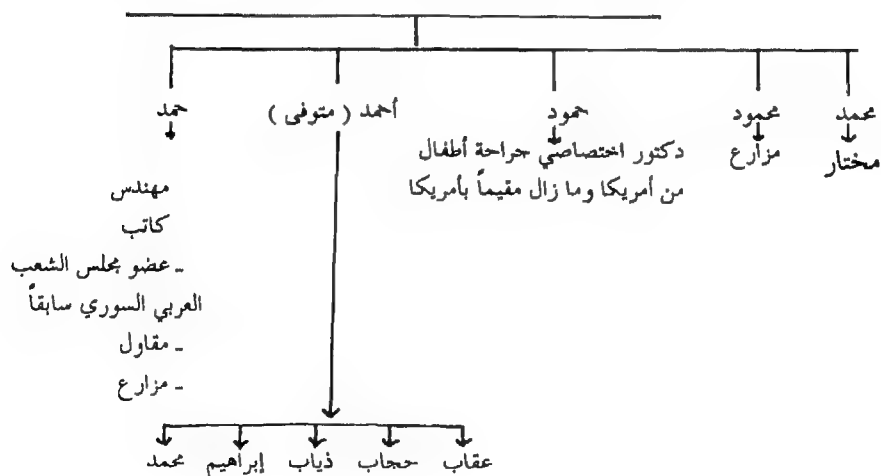 محمد
محمود
حمود
أحمد ( متوفى )
حمد
مختار
مزارع
دكتور اختصاصي جراحة أطفال
من أمريكا وما زال مقيماً بأمريكا
مهندس
كاتب
ـ عضو مجلس الشعب
العربي السوري سابقاً
ـ مقاول
ـ مزارع
عقاب حجاب ذياب إبراهيم محمد